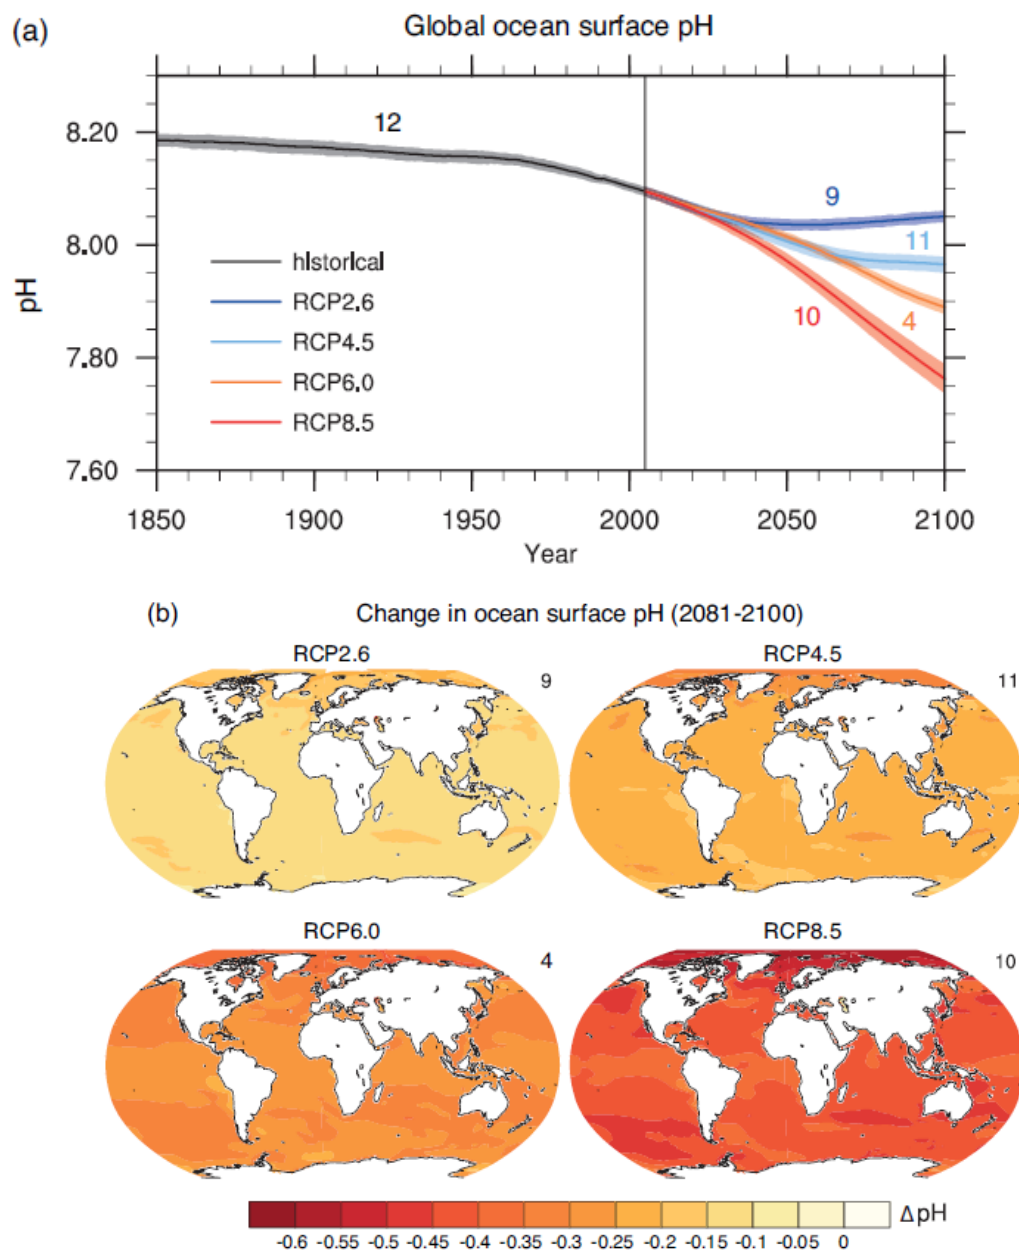 (a)
Global ocean surface pH
12
9
11
10
4
historical
RCP2.6
RCP4.5
RCP6.0
RCP8.5
pH
8.20
8.00
7.80
7.60
1850 1900 1950 2000 2050 2100
Year
(b) Change in ocean surface pH (2081-2100)
RCP2.6 9
RCP4.5 11
RCP6.0 4
RCP8.5 10
-0.6 -0.55 -0.5 -0.45 -0.4 -0.35 -0.3 -0.25 -0.2 -0.15 -0.1 -0.05 0
Δ pH